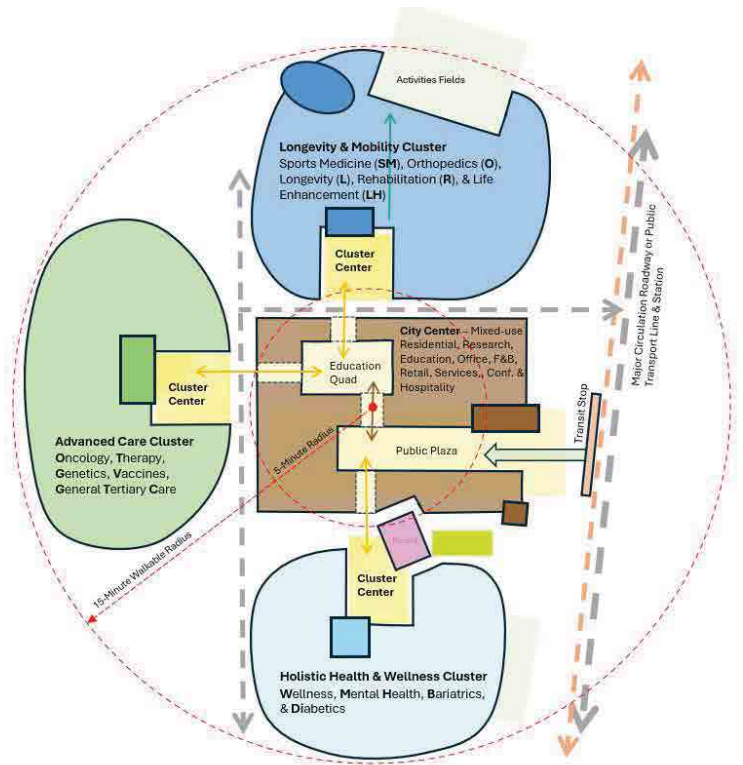 Activities Fields
Longevity & Mobility Cluster
Sports Medicine (SM), Orthopedics (O),
Longevity (L), Rehabilitation (R), & Life
Enhancement (LH)
Cluster
Center
Major Circulation Roadway or Public
Transport Line & Station
City Center – Mixed-use
Residential, Research,
Education, Office, F&B,
Retail, Services, Conf. &
Hospitality
Education
Quad
Cluster
Center
Transit Stop
Advanced Care Cluster
Oncology, Therapy,
Genetics, Vaccines,
General Tertiary Care
5-Minute Radius
Public Plaza
15-Minute Walkable Radius
Cluster
Center
Holistic Health & Wellness Cluster
Wellness, Mental Health, Bariatrics,
& Diabetics